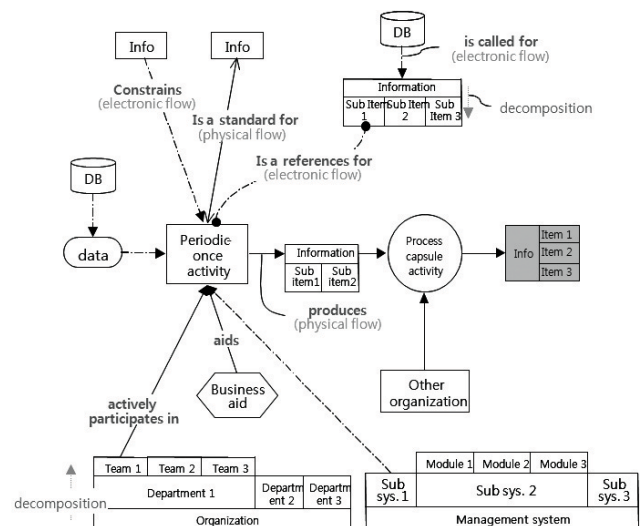 Info
Info
DB
is called for
(electronic flow)
Constrains
(electronic flow)
Information
Sub Item 1
Sub Item 2
Sub Item 3
decomposition
Is a standard for
(physical flow)
Is a references for
(electronic flow)
DB
data
Periodic-
once
activity
Information
Sub
item1
Sub
item2
Process
capsule
activity
Info
Item 1
Item 2
Item 3
produces
(physical flow)
aids
Business
aid
Other
organization
actively
participates in
Team 1
Team 2
Team 3
decomposition
Department 1
Departm
ent 2
Departm
ent 3
Organization
Module 1
Module 2
Module 3
Sub
sys. 1
Sub sys. 2
Sub
sys. 3
Management system